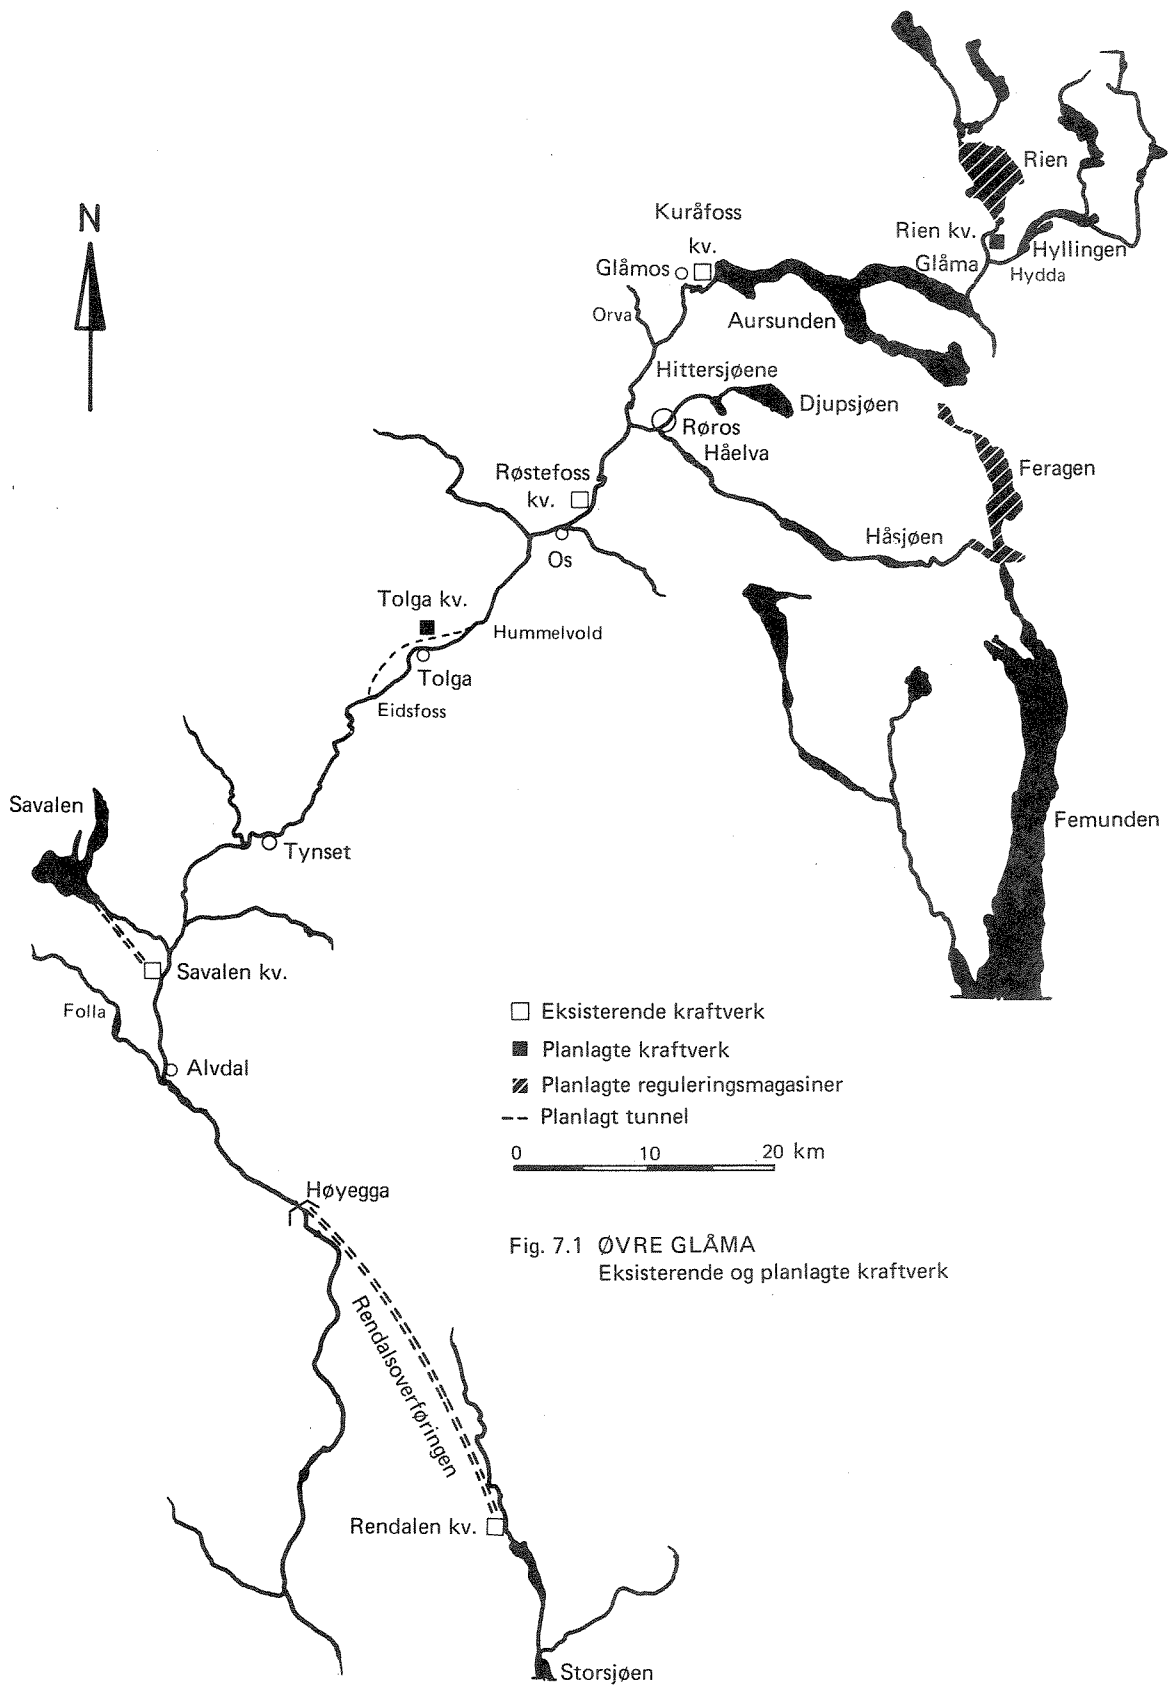 N
Rien
Kuråfoss
kv.
Rien kv.
Hyllingen
Glåma
Hydda
Glåmos
Orva
Aursunden
Hittersjøene
Djupsjøen
Røros
Håelva
Feragen
Røstefoss
kv.
Håsjøen
Os
Tolga kv.
Hummelvold
Tolga
Eidsfoss
Savalen
Femunden
Tynset
Savalen kv.
Folla
Alvdal
Eksisterende kraftverk
Planlagte kraftverk
Planlagte reguleringsmagasiner
Planlagt tunnel
0 10 20 km
Høyegga
Fig. 7.1 ØVRE GLÅMA
Eksisterende og planlagte kraftverk
Rendalsoverføringen
Rendalen kv.
Storsjøen